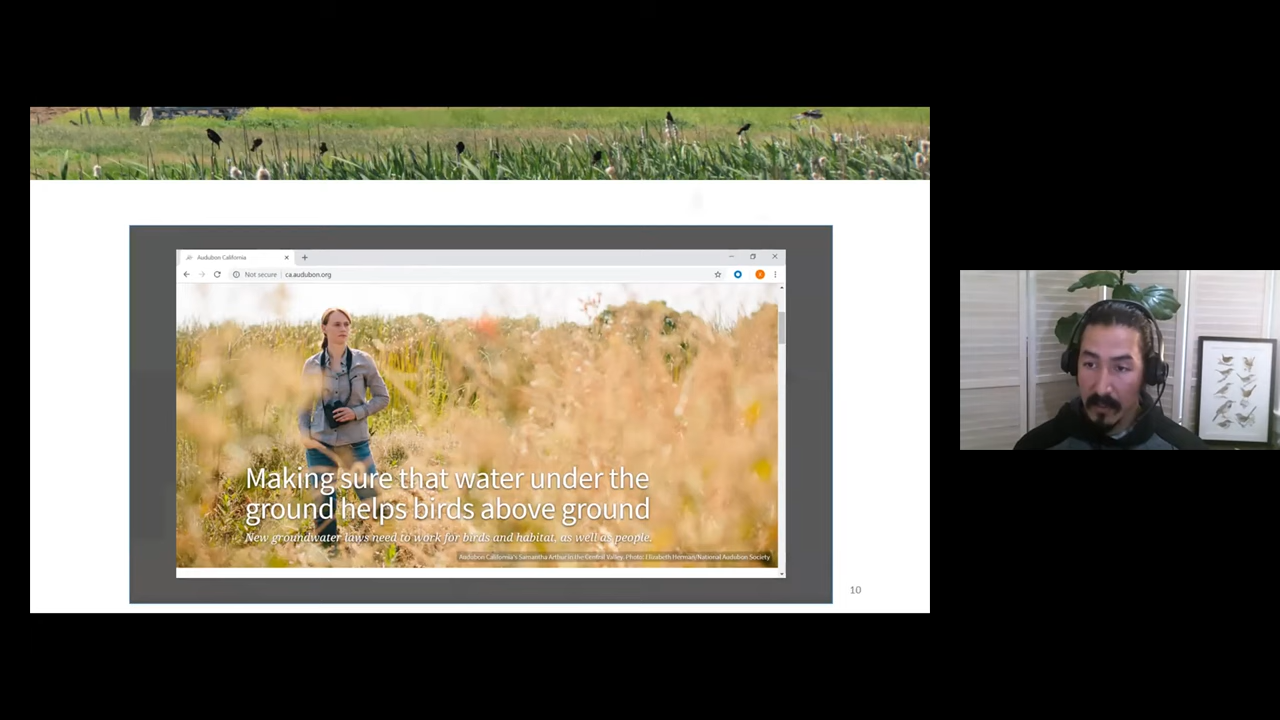 Audubon California
Not secure
ca.audubon.org
Making sure that water under the
ground helps birds above ground
New groundwater laws need to work for birds and habitat, as well as people.
Audubon California's Samantha Arthur in the Central Valley. Photo: Elizabeth Herman/National Audubon Society
10